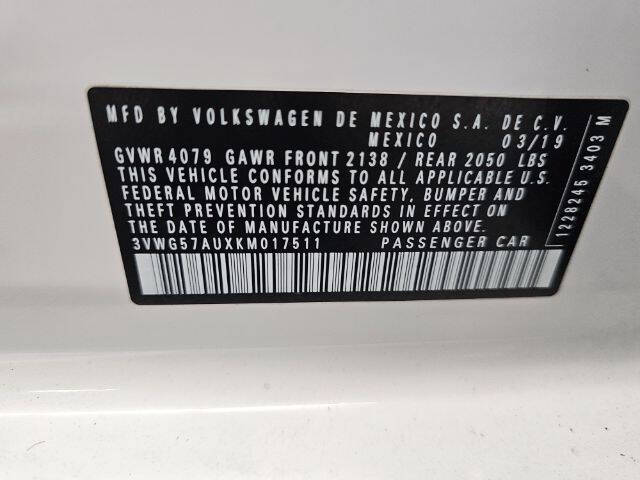 MFD BY VOLKSWAGEN DE MEXICO S.A. DE C.V.
MEXICO 03/19
GVWR 4079 GAWR FRONT 2138 / REAR 2050 LBS
THIS VEHICLE CONFORMS TO ALL APPLICABLE U.S.
FEDERAL MOTOR VEHICLE SAFETY, BUMPER AND
THEFT PREVENTION STANDARDS IN EFFECT ON
THE DATE OF MANUFACTURE SHOWN ABOVE.
3VWG57AUXKM017511 PASSENGER CAR
1228245 3403 M